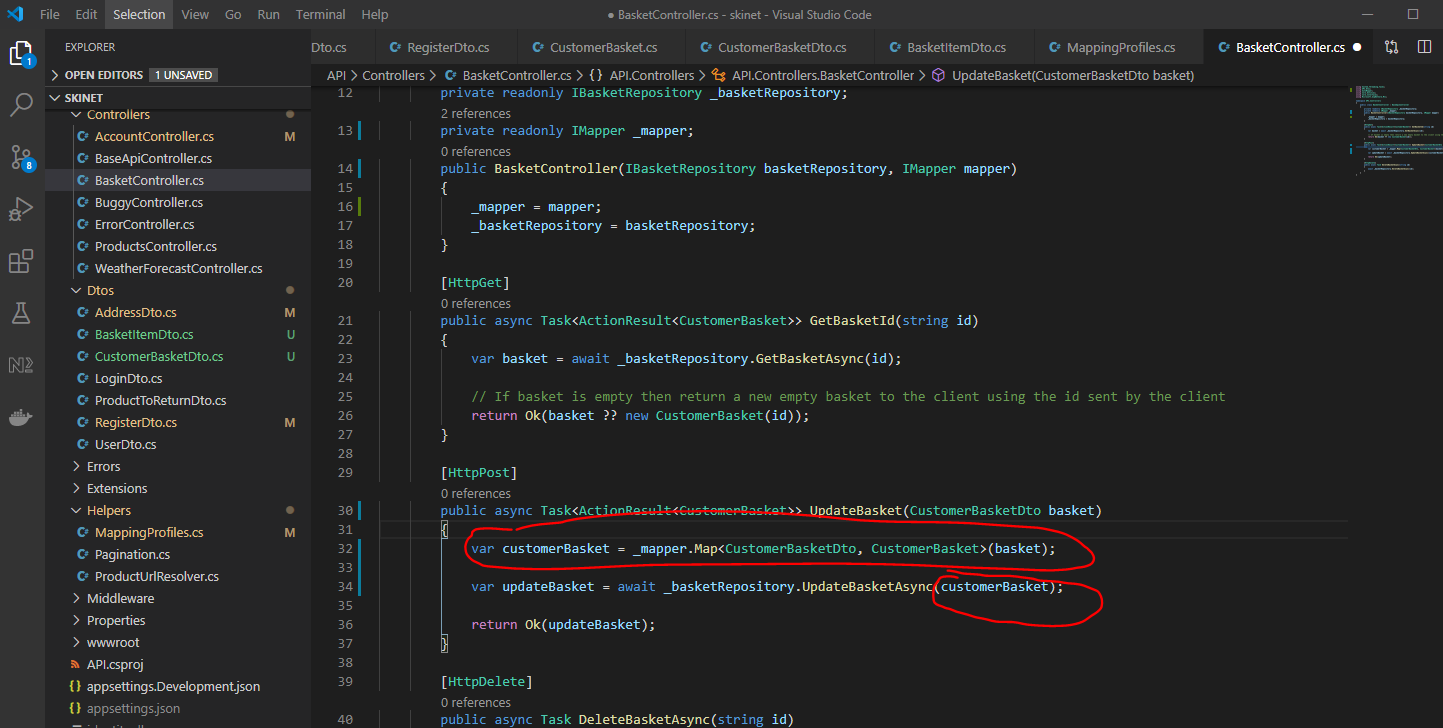 File Edit Selection View Go Run Terminal Help
● BasketController.cs - skinet - Visual Studio Code
EXPLORER
Dto.cs
C# RegisterDto.cs
C# CustomerBasket.cs
C# CustomerBasketDto.cs
C# BasketItemDto.cs
C# MappingProfiles.cs
C# BasketController.cs ●
1
OPEN EDITORS 1 UNSAVED
API > Controllers > C# BasketController.cs > {} API.Controllers > API.Controllers.BasketController > UpdateBasket(CustomerBasketDto basket)
SKINET
Controllers
C# AccountController.cs M
C# BaseApiController.cs
C# BasketController.cs
C# BuggyController.cs
C# ErrorController.cs
C# ProductsController.cs
C# WeatherForecastController.cs
Dtos
C# AddressDto.cs M
C# BasketItemDto.cs U
C# CustomerBasketDto.cs U
C# LoginDto.cs
C# ProductToReturnDto.cs
C# RegisterDto.cs M
C# UserDto.cs
Errors
Extensions
Helpers
C# MappingProfiles.cs M
C# Pagination.cs
C# ProductUrlResolver.cs
Middleware
Properties
wwwroot
API.csproj
{} appsettings.Development.json
{} appsettings.json
8
12 private readonly IBasketRepository _basketRepository;
2 references
13 private readonly IMapper _mapper;
0 references
14 public BasketController(IBasketRepository basketRepository, IMapper mapper)
15 {
16 _mapper = mapper;
17 _basketRepository = basketRepository;
18 }
19
20 [HttpGet]
0 references
21 public async Task<ActionResult<CustomerBasket>> GetBasketId(string id)
22 {
23 var basket = await _basketRepository.GetBasketAsync(id);
24
25 // If basket is empty then return a new empty basket to the client using the id sent by the client
26 return Ok(basket ?? new CustomerBasket(id));
27 }
28
29 [HttpPost]
0 references
30 public async Task<ActionResult<CustomerBasket>> UpdateBasket(CustomerBasketDto basket)
31 {
32 var customerBasket = _mapper.Map<CustomerBasketDto, CustomerBasket>(basket);
33
34 var updateBasket = await _basketRepository.UpdateBasketAsync(customerBasket);
35
36 return Ok(updateBasket);
37 }
38
39 [HttpDelete]
0 references
40 public async Task DeleteBasketAsync(string id)